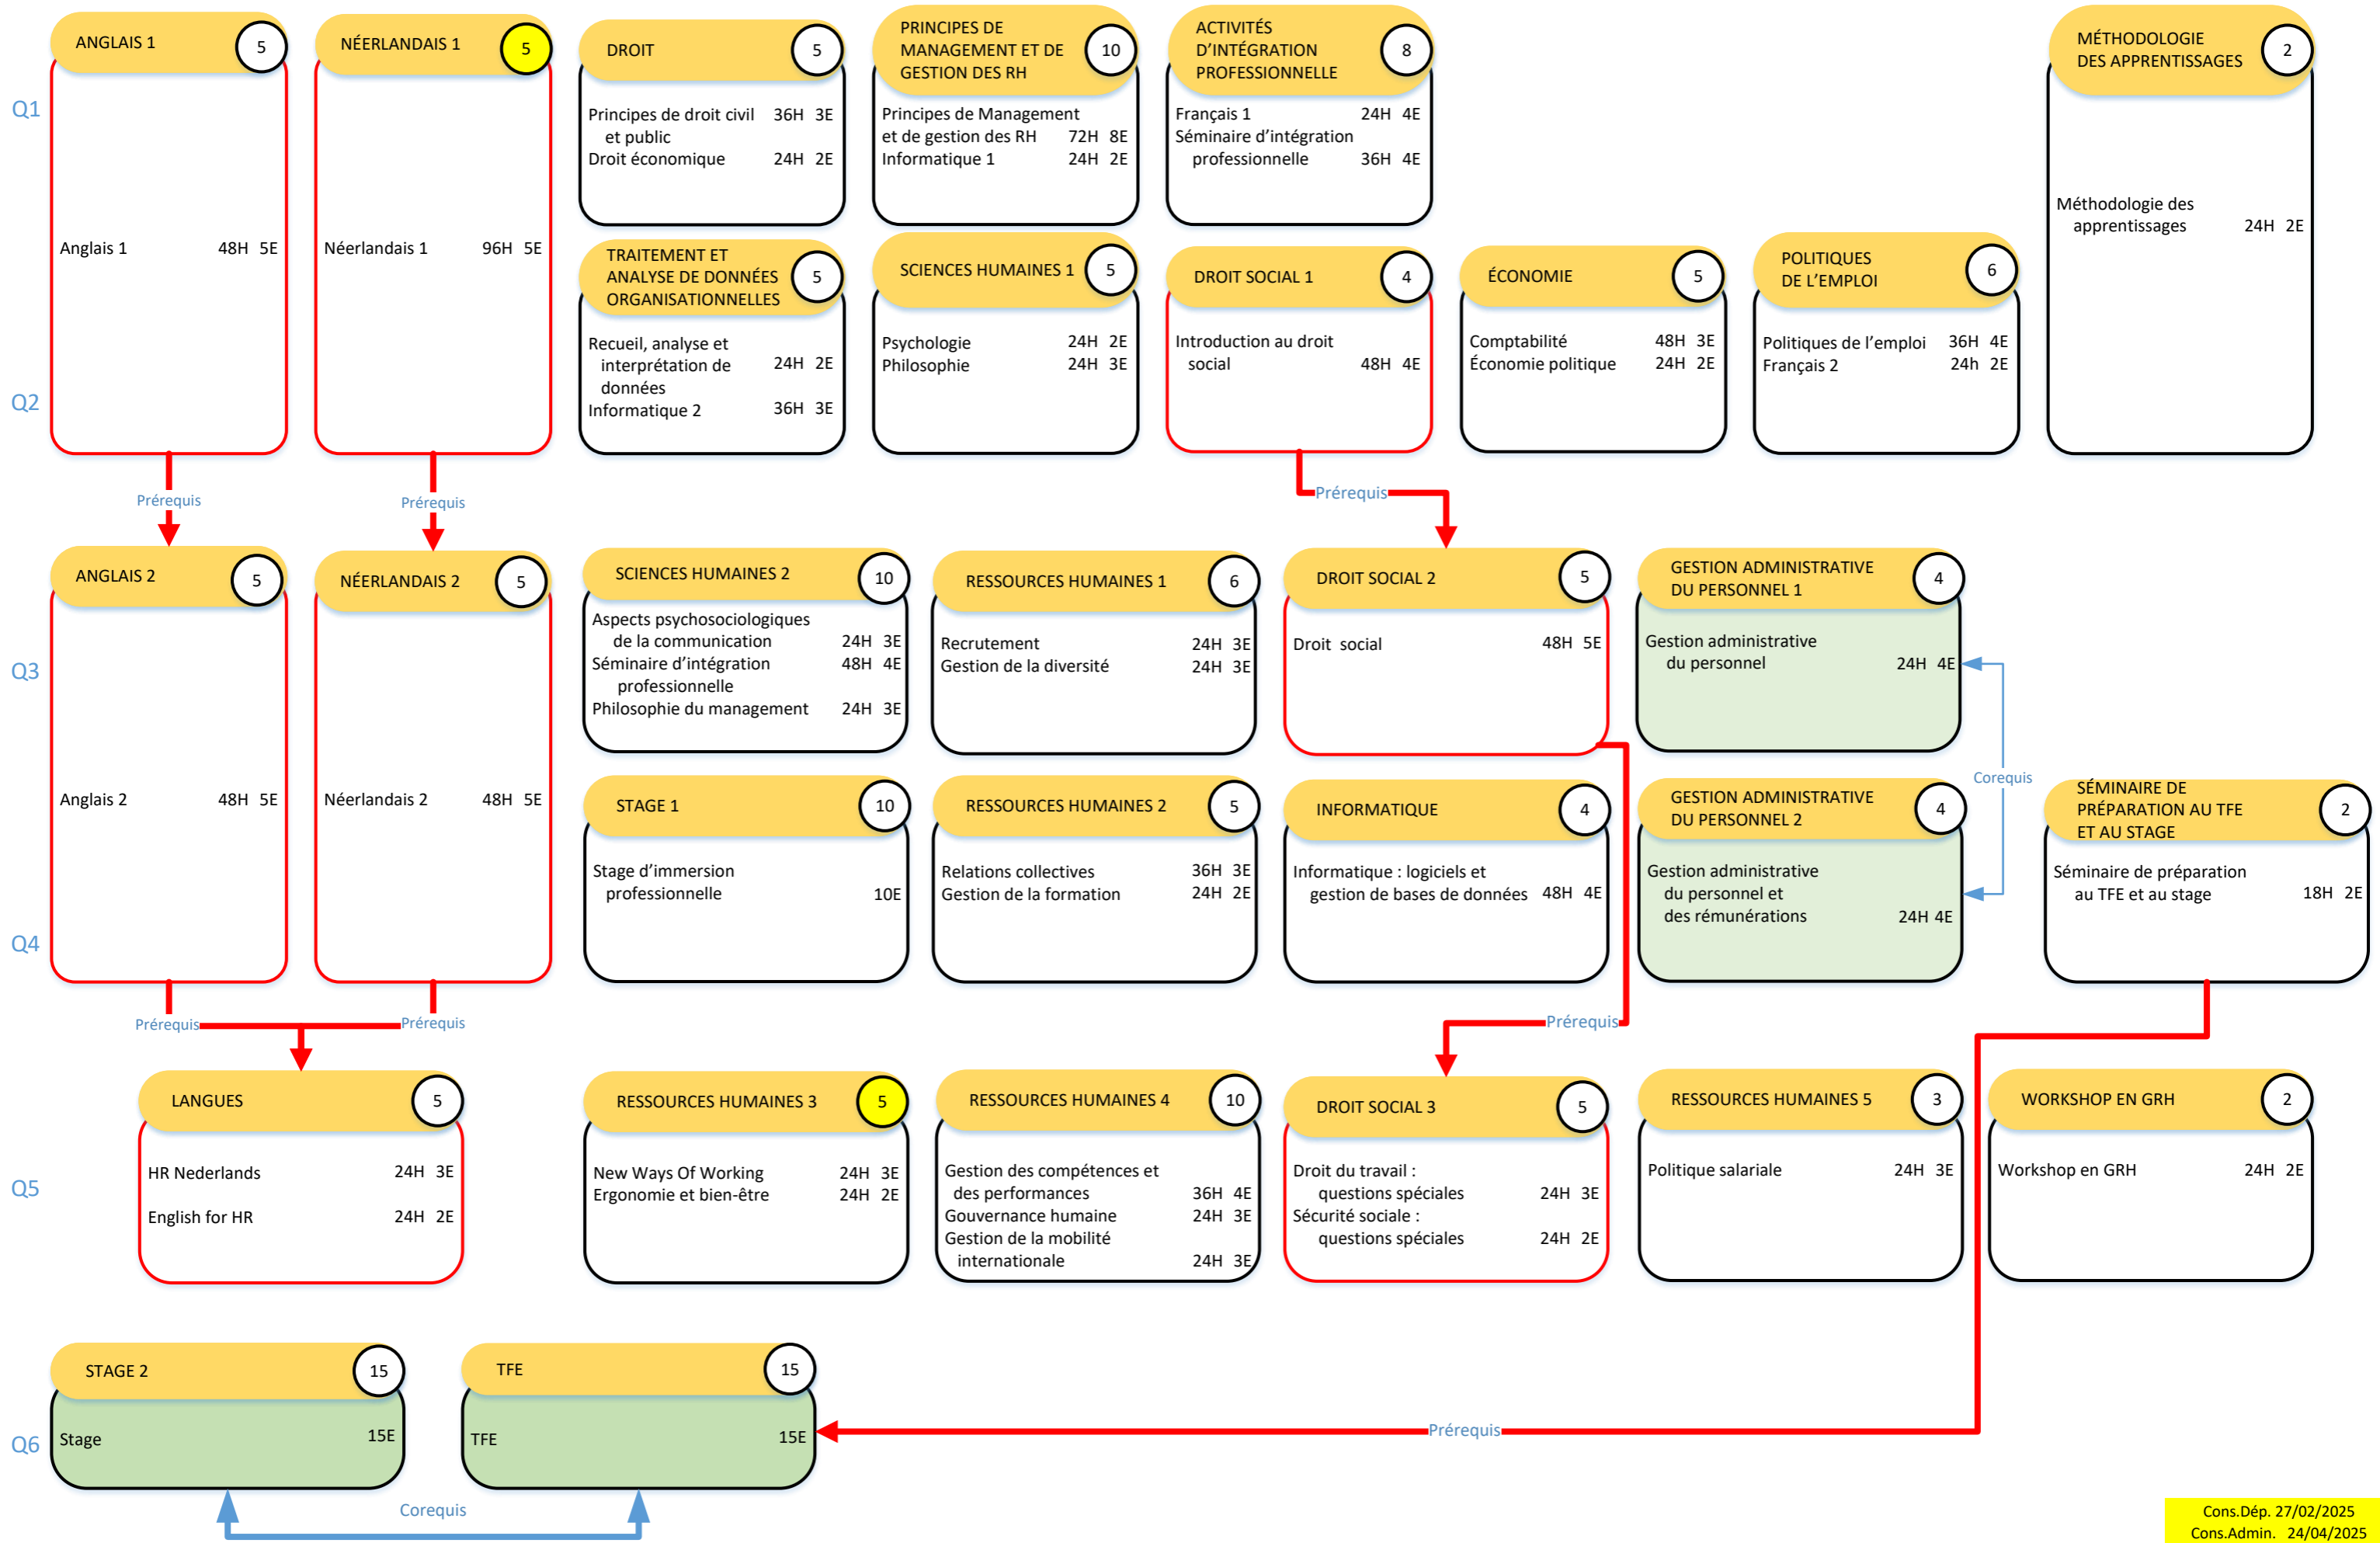 ANGLAIS 1
5
NÉERLANDAIS 1
5
DROIT
5
PRINCIPES DE
MANAGEMENT ET DE
GESTION DES RH
10
ACTIVITÉS
D'INTÉGRATION
PROFESSIONNELLE
8
MÉTHODOLOGIE
DES APPRENTISSAGES
2
Q1
Anglais 1 48H 5E
Néerlandais 1 96H 5E
Principes de droit civil 36H 3E
et public
Droit économique 24H 2E
Principes de Management
et de gestion des RH 72H 8E
Informatique 1 24H 2E
Français 1 24H 4E
Séminaire d'intégration
professionnelle 36H 4E
Méthodologie des
apprentissages 24H 2E
TRAITEMENT ET
ANALYSE DE DONNÉES
ORGANISATIONNELLES
5
SCIENCES HUMAINES 1
5
DROIT SOCIAL 1
4
ÉCONOMIE
5
POLITIQUES
DE L'EMPLOI
6
Q2
Recueil, analyse et
interprétation de 24H 2E
données
Informatique 2 36H 3E
Psychologie 24H 2E
Philosophie 24H 3E
Introduction au droit
social 48H 4E
Comptabilité 48H 3E
Économie politique 24H 2E
Politiques de l'emploi 36H 4E
Français 2 24h 2E
Prérequis
Prérequis
Prérequis
ANGLAIS 2
5
NÉERLANDAIS 2
5
SCIENCES HUMAINES 2
10
RESSOURCES HUMAINES 1
6
DROIT SOCIAL 2
5
GESTION ADMINISTRATIVE
DU PERSONNEL 1
4
Q3
Anglais 2 48H 5E
Néerlandais 2 48H 5E
Aspects psychosociologiques
de la communication 24H 3E
Séminaire d'intégration 48H 4E
professionnelle
Philosophie du management 24H 3E
Recrutement 24H 3E
Gestion de la diversité 24H 3E
Droit social 48H 5E
Gestion administrative
du personnel 24H 4E
Corequis
STAGE 1
10
RESSOURCES HUMAINES 2
5
INFORMATIQUE
4
GESTION ADMINISTRATIVE
DU PERSONNEL 2
4
SÉMINAIRE DE
PRÉPARATION AU TFE
ET AU STAGE
2
Q4
Stage d'immersion
professionnelle 10E
Relations collectives 36H 3E
Gestion de la formation 24H 2E
Informatique : logiciels et
gestion de bases de données 48H 4E
Gestion administrative
du personnel et
des rémunérations 24H 4E
Séminaire de préparation
au TFE et au stage 18H 2E
Prérequis
Prérequis
Prérequis
LANGUES
5
RESSOURCES HUMAINES 3
5
RESSOURCES HUMAINES 4
10
DROIT SOCIAL 3
5
RESSOURCES HUMAINES 5
3
WORKSHOP EN GRH
2
Q5
HR Nederlands 24H 3E
English for HR 24H 2E
New Ways Of Working 24H 3E
Ergonomie et bien-être 24H 2E
Gestion des compétences et
des performances 36H 4E
Gouvernance humaine 24H 3E
Gestion de la mobilité
internationale 24H 3E
Droit du travail :
questions spéciales 24H 3E
Sécurité sociale :
questions spéciales 24H 2E
Politique salariale 24H 3E
Workshop en GRH 24H 2E
STAGE 2
15
TFE
15
Q6
Stage 15E
TFE 15E
Prérequis
Corequis
Cons.Dép. 27/02/2025
Cons.Admin. 24/04/2025